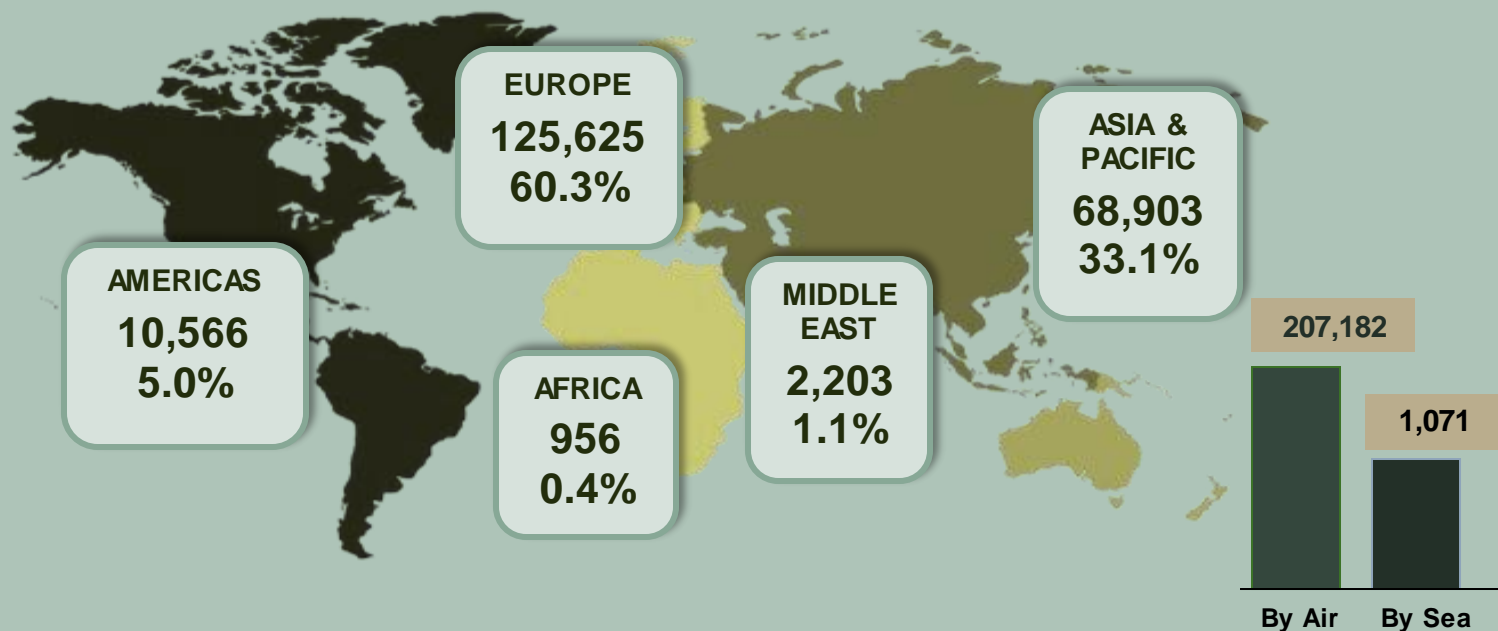 EUROPE
125,625
60.3%
ASIA &
PACIFIC
68,903
33.1%
AMERICAS
10,566
5.0%
MIDDLE
EAST
2,203
1.1%
AFRICA
956
0.4%
207,182
1,071
By Air
By Sea